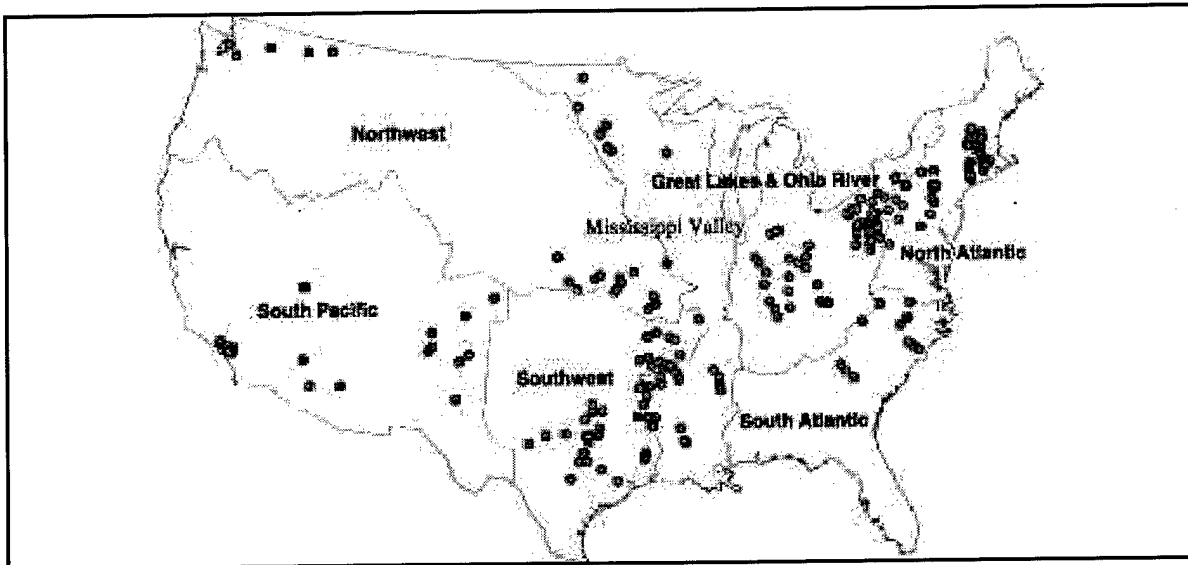 Northwest
Great Lakes & Ohio River
Mississippi Valley
North Atlantic
South Pacific
Southwest
South Atlantic